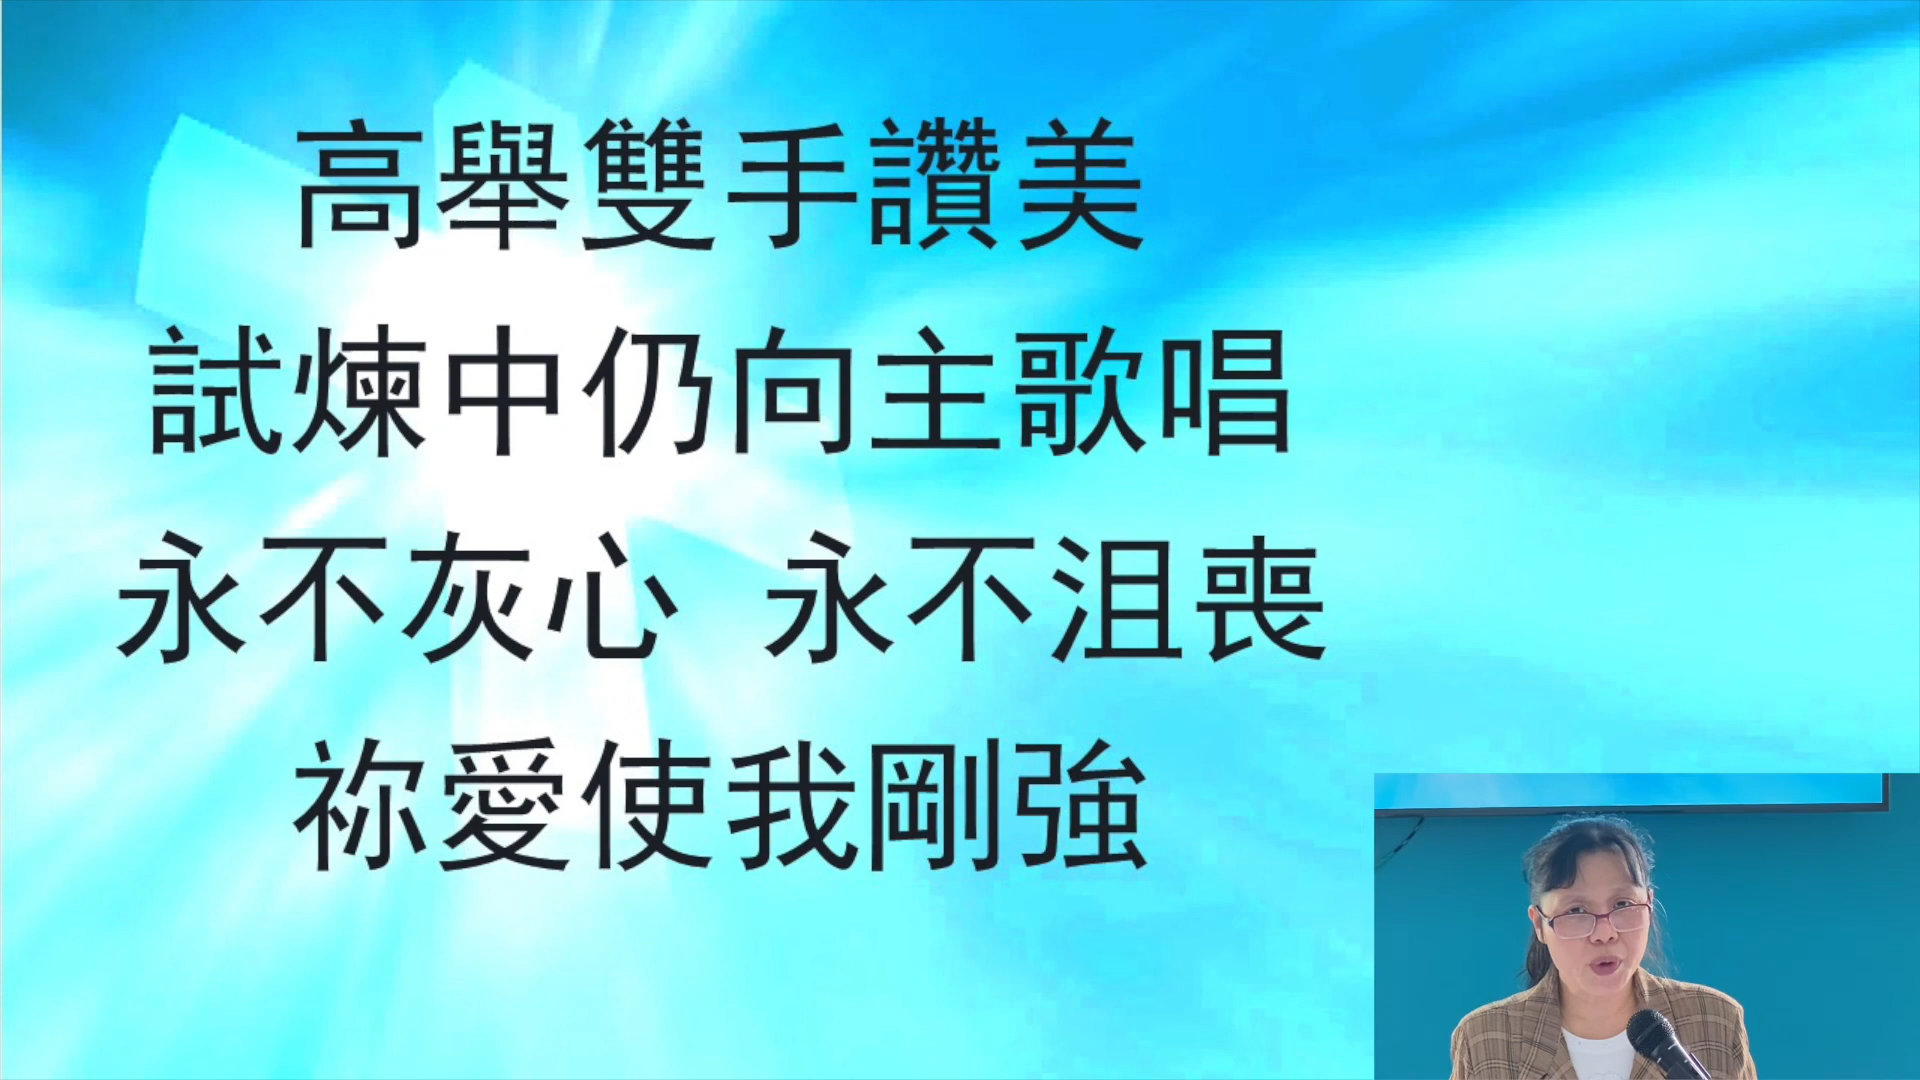 高舉雙手讚美
試煉中仍向主歌唱
永不灰心 永不沮喪
祢愛使我剛強